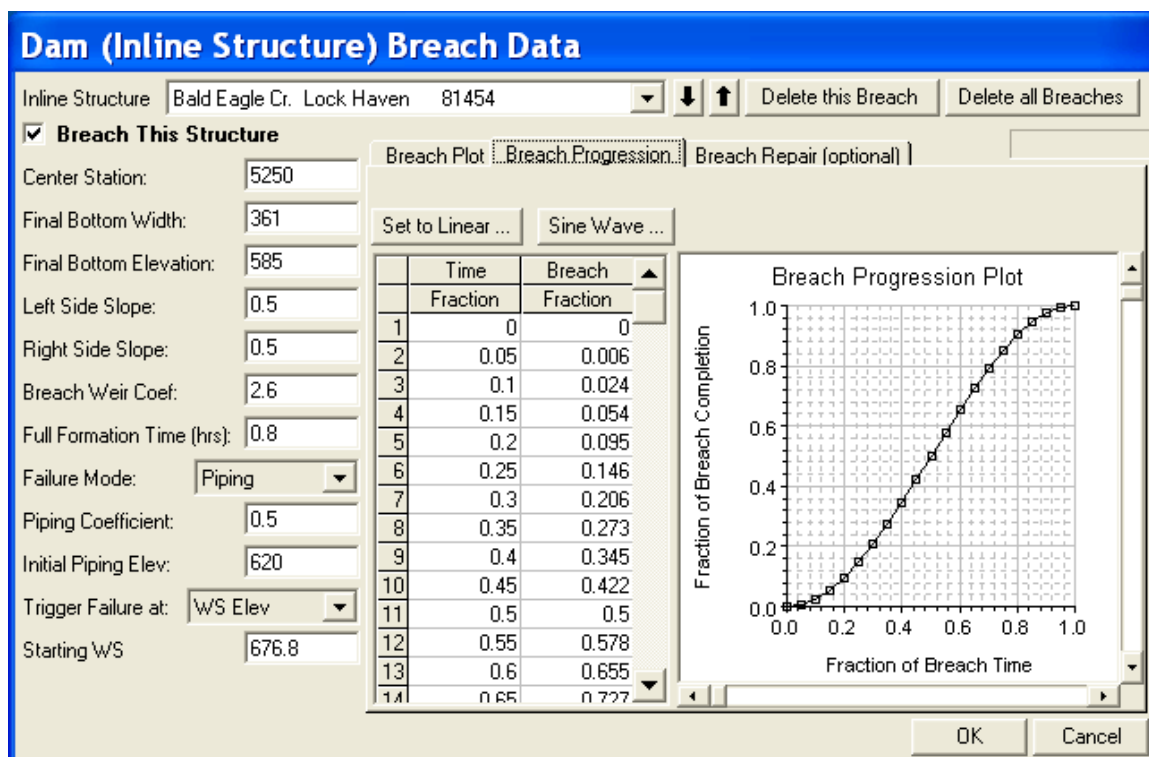 Dam (Inline Structure) Breach Data
Inline Structure Bald Eagle Cr. Lock Haven 81454 Delete this Breach Delete all Breaches
Breach This Structure
Center Station: 5250
Final Bottom Width: 361
Final Bottom Elevation: 585
Left Side Slope: 0.5
Right Side Slope: 0.5
Breach Weir Coef: 2.6
Full Formation Time (hrs): 0.8
Failure Mode: Piping
Piping Coefficient: 0.5
Initial Piping Elev: 620
Trigger Failure at: WS Elev
Starting WS 676.8
Breach Plot Breach Progression Breach Repair (optional)
Set to Linear ... Sine Wave ...
Time Breach
Fraction Fraction
1 0 0
2 0.05 0.006
3 0.1 0.024
4 0.15 0.054
5 0.2 0.095
6 0.25 0.146
7 0.3 0.206
8 0.35 0.273
9 0.4 0.345
10 0.45 0.422
11 0.5 0.5
12 0.55 0.578
13 0.6 0.655
14 0.65 0.727
Breach Progression Plot
Fraction of Breach Completion
1.0
0.8
0.6
0.4
0.2
0.0
0.0 0.2 0.4 0.6 0.8 1.0
Fraction of Breach Time
OK Cancel